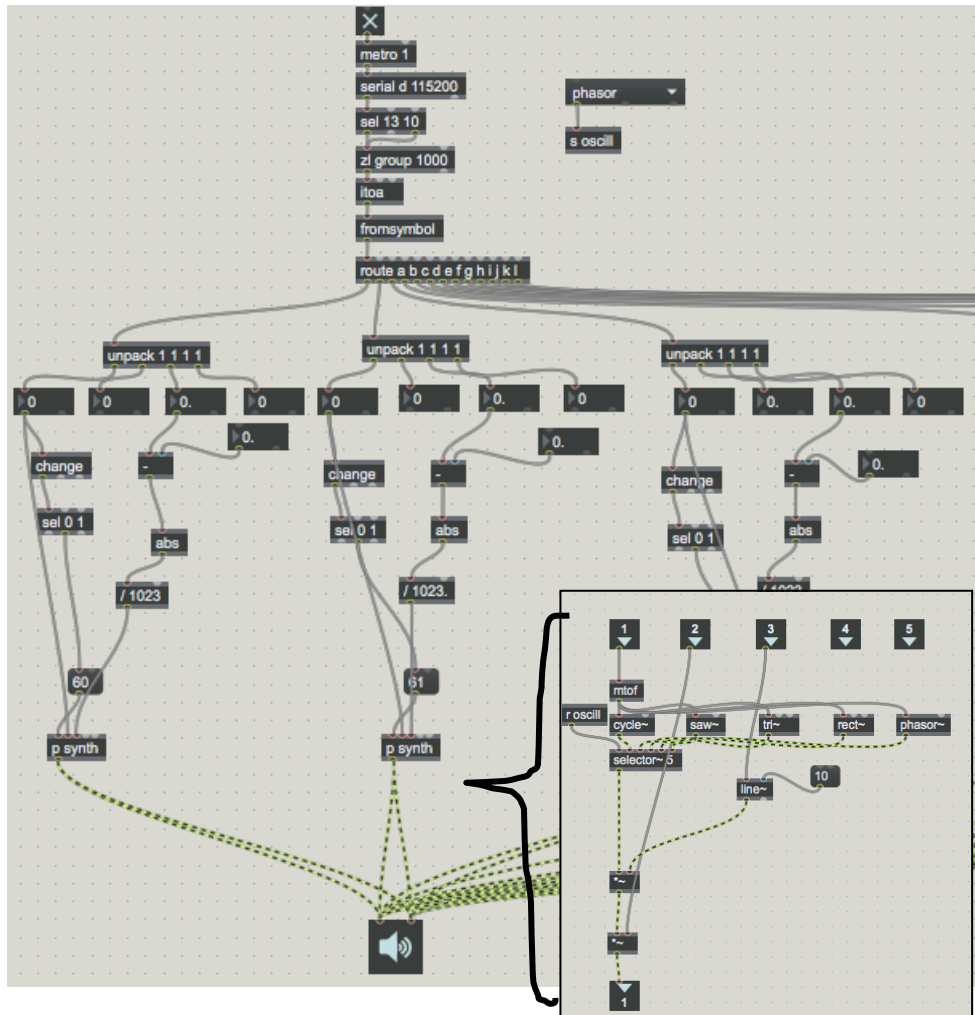 metro 1
serial d 115200
phasor
sel 13 10
s oscill
zl group 1000
itoa
fromsymbol
route a b c d e f g h i j k l
unpack 1 1 1 1
unpack 1 1 1 1
unpack 1 1 1 1
0
0
0.
0
0
0
0.
0
0
0.
0.
0
0.
0.
0.
change
-
change
-
change
-
sel 0 1
abs
sel 0 1
abs
sel 0 1
abs
/ 1023
/ 1023.
60
61
p synth
p synth
1
2
3
4
5
mtof
r oscill
cycle~
saw~
tri~
rect~
phasor~
selector~ 5
line~
10
*~
*~
1